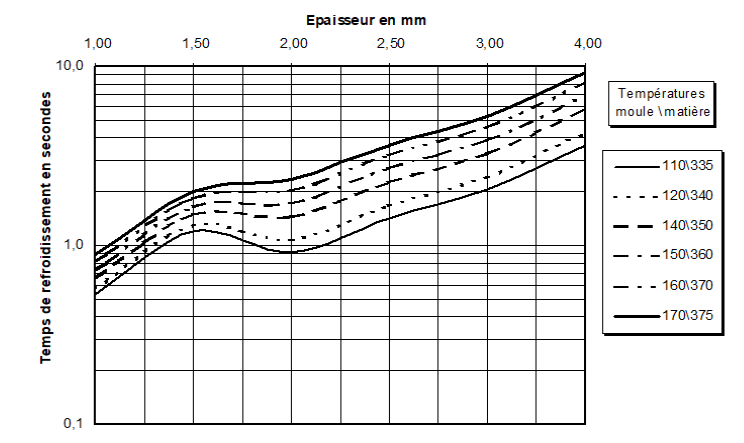 Epaisseur en mm
1,00 1,50 2,00 2,50 3,00 4,00
10,0
1,0
0,1
Temps de refroidissement en secondes
Températures
moule \ matière
110\335
120\340
140\350
150\360
160\370
170\375